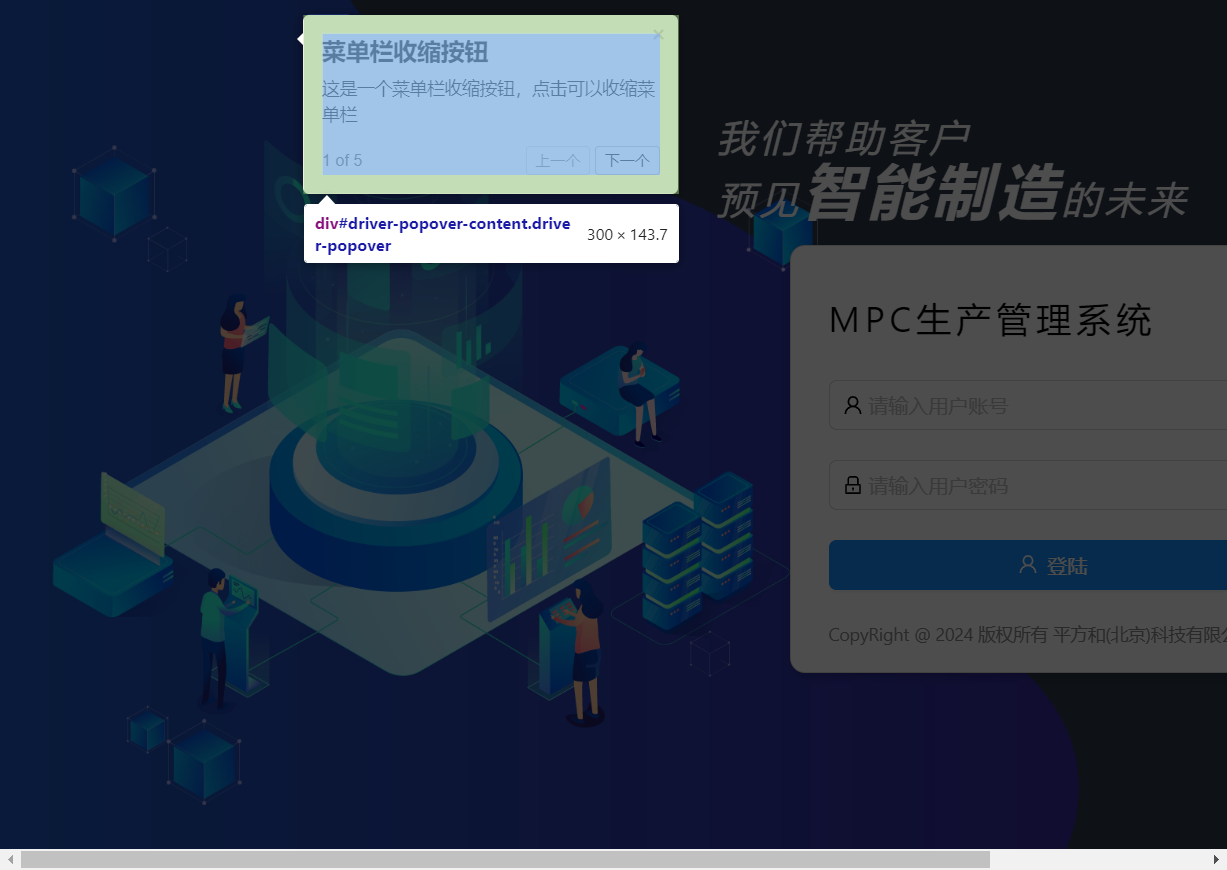 菜单栏收缩按钮
×
这是一个菜单栏收缩按钮，点击可以收缩菜
单栏
1 of 5
上一个
下一个
div#driver-popover-content.drive
r-popover
300 × 143.7
我们帮助客户
预见智能制造的未来
MPC生产管理系统
请输入用户账号
请输入用户密码
登陆
CopyRight @ 2024 版权所有 平方和(北京)科技有限